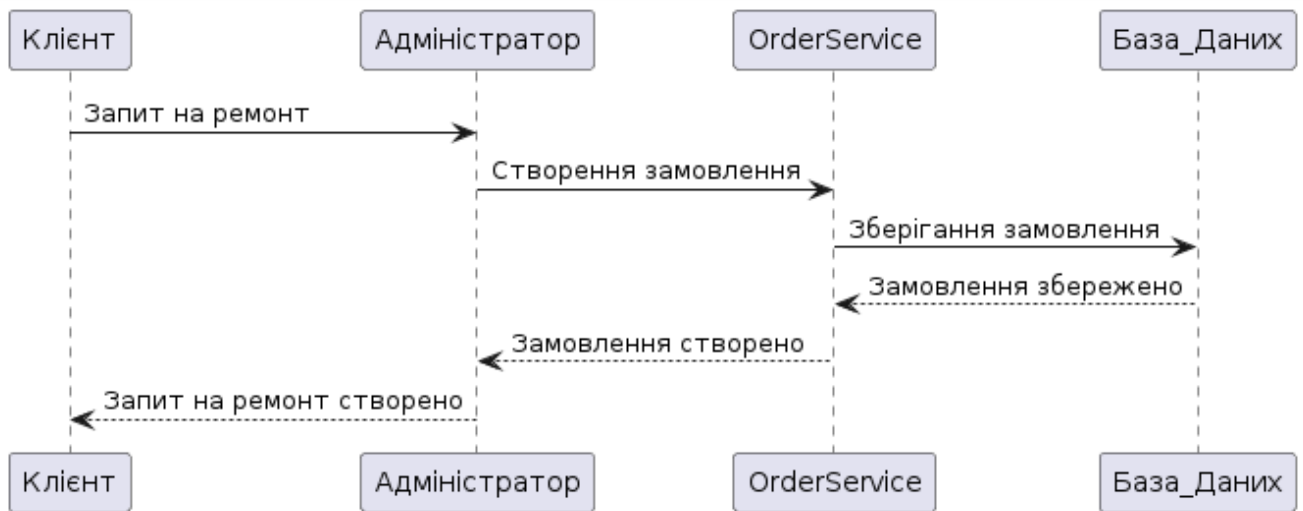 Клієнт
Адміністратор
OrderService
База_Даних
Запит на ремонт
Створення замовлення
Зберігання замовлення
Замовлення збережено
Замовлення створено
Запит на ремонт створено
Клієнт
Адміністратор
OrderService
База_Даних